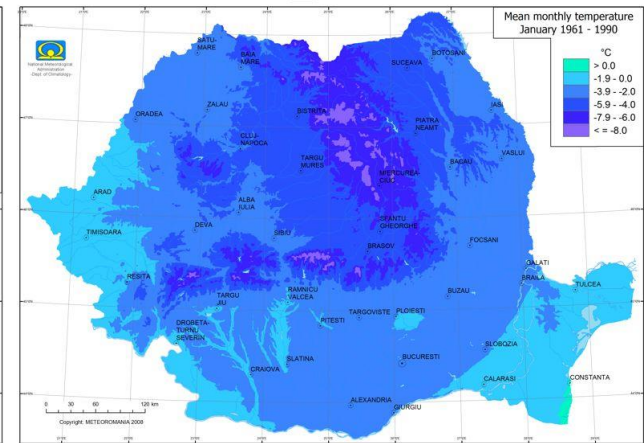 Mean monthly temperature
January 1961 - 1990
°C
> 0.0
-1.9 - 0.0
-3.9 - -2.0
-5.9 - -4.0
-7.9 - -6.0
< = -8.0
National Meteorological
Administration
-Dept. of Climatology-
SATU-
MARE
BAIA
MARE
SUCEAVA
BOTOSANI
ORADEA
ZALAU
BISTRITA
PIATRA
NEAMT
IASI
CLUJ-
NAPOCA
TARGU
MURES
BACAU
VASLUI
MIERCUREA-
CIUC
ARAD
ALBA
IULIA
SFANTU
GHEORGHE
TIMISOARA
DEVA
SIBIU
BRASOV
FOCSANI
GALATI
BRAILA
TULCEA
RESITA
RAMNICU
VALCEA
BUZAU
TARGU
JIU
TARGOVISTE
PLOIESTI
PITESTI
DROBETA-
TURNU
SEVERIN
SLOBOZIA
SLATINA
BUCURESTI
CRAIOVA
CALARASI
CONSTANTA
ALEXANDRIA
GIURGIU
0 30 60 120 km
Copyright METEOROMANIA 2008